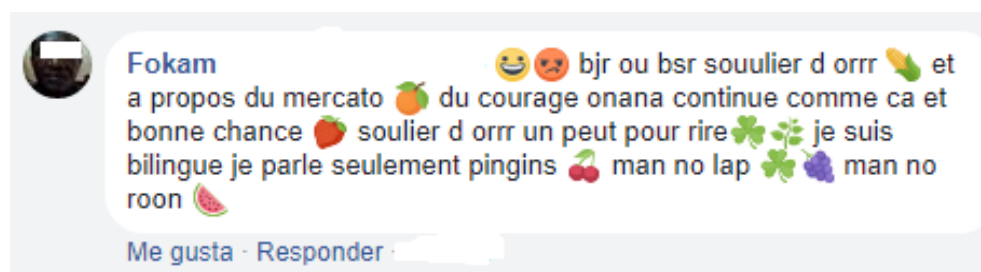 Fokam 😀😡 bjr ou bsr souulier d orrr 🌽 et
a propos du mercato 🍊 du courage onana continue comme ca et
bonne chance 🍎 soulier d orrr un peut pour rire☘️🌿 je suis
bilingue je parle seulement pingins 🍒 man no lap ☘️🍇 man no
roon 🍉
Me gusta · Responder ·